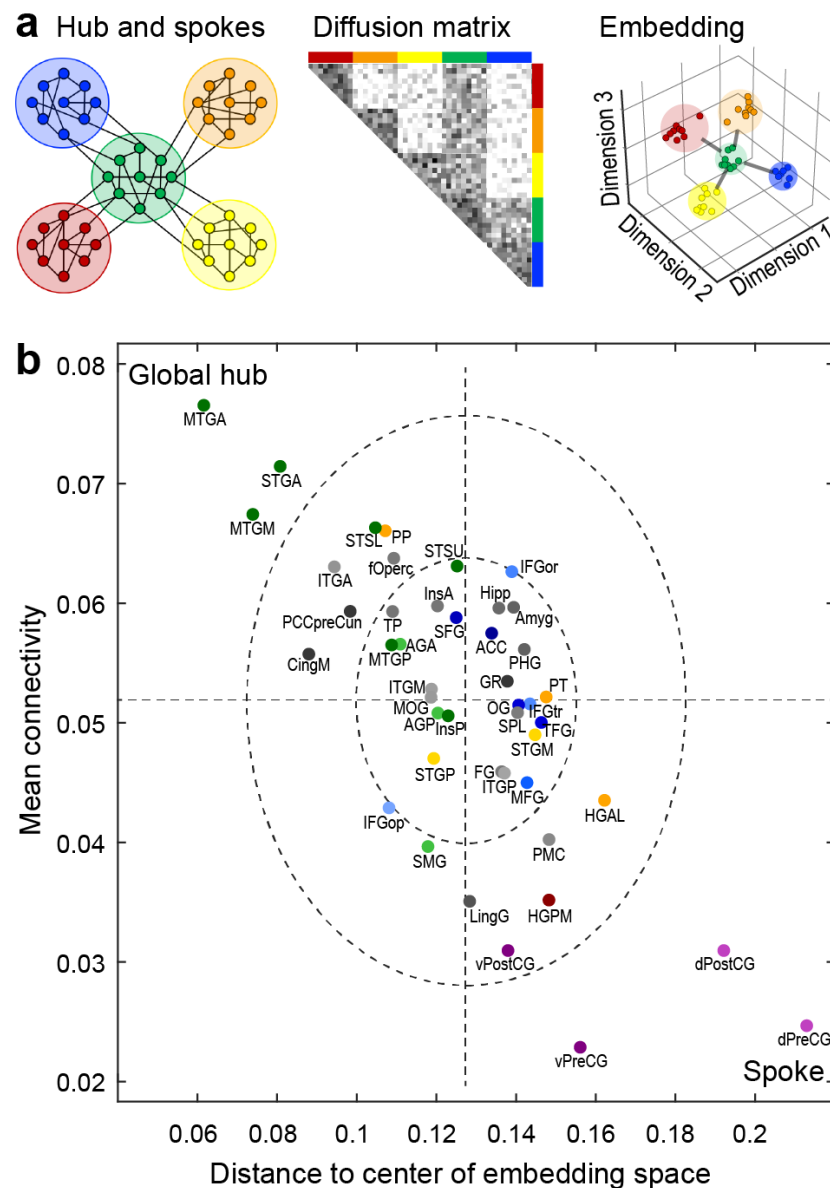 a Hub and spokes Diffusion matrix Embedding
Dimension 3
Dimension 2
Dimension 1
b
Global hub
Mean connectivity
0.08
0.07
0.06
0.05
0.04
0.03
0.02
MTGA
STGA
MTGM
STSL
PP
STSU
ITGA
fOperc
IFGor
PCCpreCun
TP
InsA
SFG
Hipp
Amyg
ACC
CingM
MTGP
AGA
PHG
ITGM
GR
PT
MOG
OG
IFGtr
AGP
InsP
SPL
TFG
STGM
STGP
FG
ITGP
MFG
IFGop
HGAL
SMG
PMC
LingG
HGPM
vPostCG
dPostCG
vPreCG
dPreCG
Spoke
0.06 0.08 0.1 0.12 0.14 0.16 0.18 0.2
Distance to center of embedding space